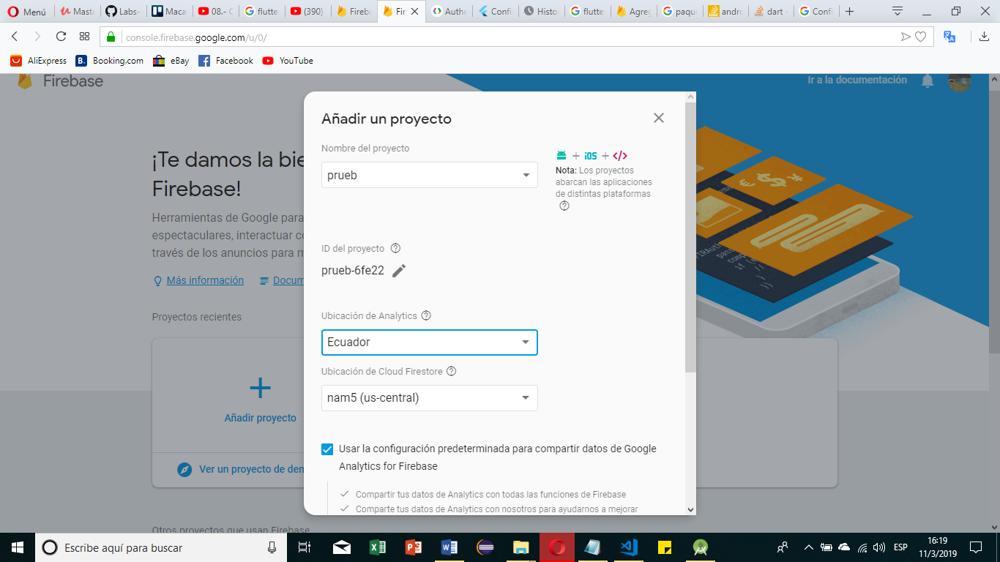 Menú
Labs-
Maca
08.- C
flutte
(390)
Fireba
Fir
Authe
Confi
Histo
flutte
Agreg
paqu
andro
dart -
Confi
console.firebase.google.com/u/0/
AliExpress
Booking.com
eBay
Facebook
YouTube
Firebase
Ir a la documentación
¡Te damos la bie
Firebase!
Herramientas de Google para
espectaculares, interactuar co
través de los anuncios para m
Más información
Docum
Proyectos recientes
Añadir proyecto
Ver un proyecto de den
Otros proyectos que usan Firebase
Añadir un proyecto
Nombre del proyecto
prueb
+ iOS + </>
Nota: Los proyectos
abarcan las aplicaciones
de distintas plataformas
ID del proyecto
prueb-6fe22
Ubicación de Analytics
Ecuador
Ubicación de Cloud Firestore
nam5 (us-central)
Usar la configuración predeterminada para compartir datos de Google
Analytics for Firebase
Compartir tus datos de Analytics con todas las funciones de Firebase
Comparte tus datos de Analytics con nosotros para ayudarnos a mejorar
Escribe aquí para buscar
ESP
16:19
11/3/2019